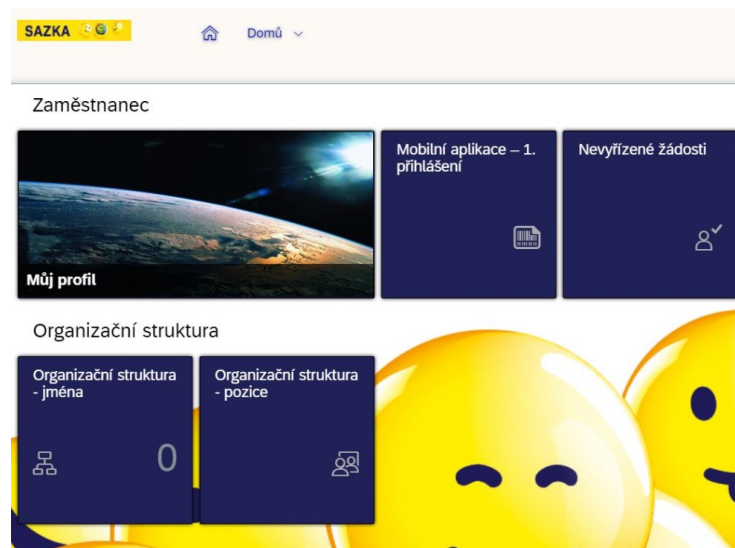 SAZKA
Domů
Zaměstnanec
Můj profil
Mobilní aplikace – 1.
přihlášení
Nevyřízené žádosti
Organizační struktura
Organizační struktura
- jména
0
Organizační struktura
- pozice